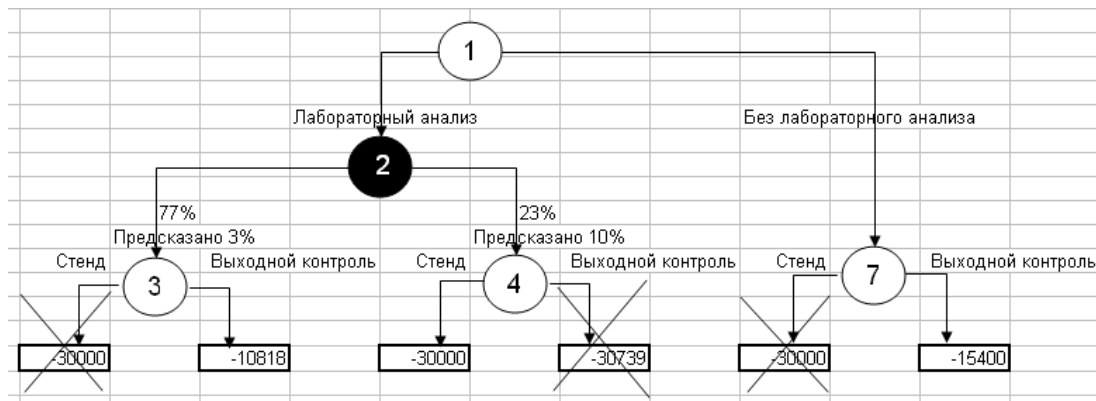 1
Лабораторный анализ
Без лабораторного анализа
2
77%
23%
Предсказано 3%
Предсказано 10%
Стенд
Выходной контроль
Стенд
Выходной контроль
Стенд
Выходной контроль
3
4
7
-30000
-10818
-30000
-30739
-30000
-15400